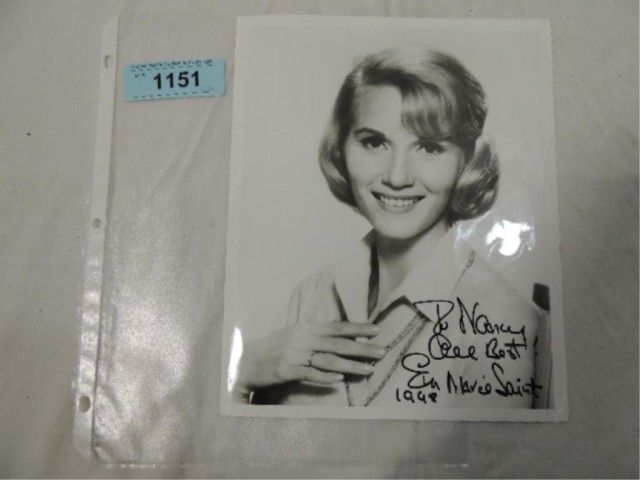 1151
To Nancy
All Best!
Eva Marie Saint
1998